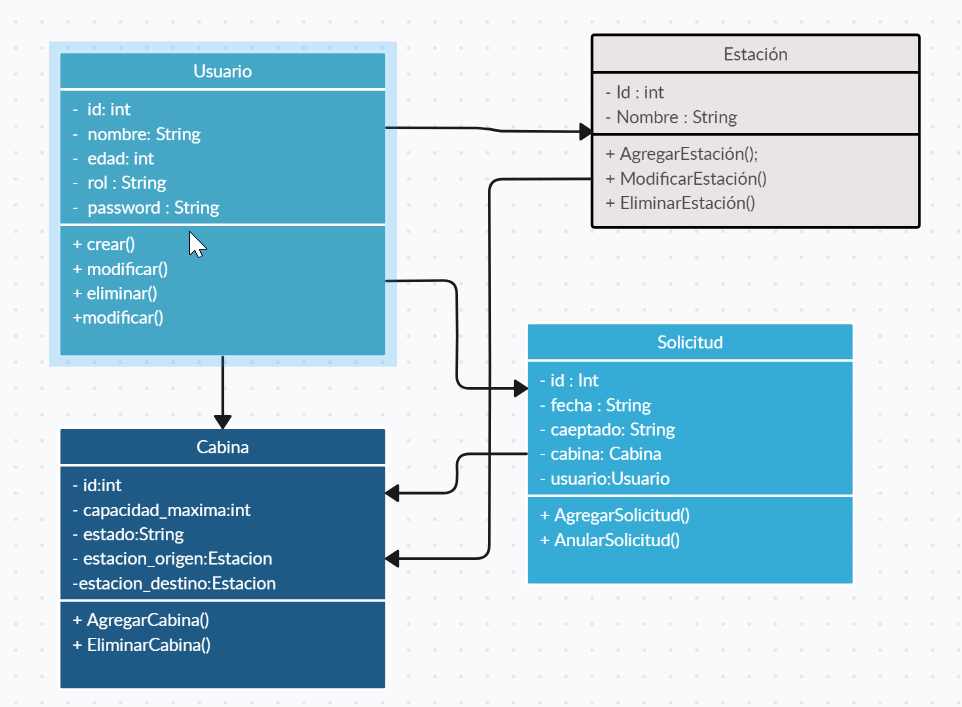 Usuario
- id: int
- nombre: String
- edad: int
- rol : String
- password : String
+ crear()
+ modificar()
+ eliminar()
+modificar()
Estación
- Id : int
- Nombre : String
+ AgregarEstación();
+ ModificarEstación()
+ EliminarEstación()
Solicitud
- id : Int
- fecha : String
- caeptado: String
- cabina: Cabina
- usuario:Usuario
+ AgregarSolicitud()
+ AnularSolicitud()
Cabina
- id:int
- capacidad_maxima:int
- estado:String
- estacion_origen:Estacion
-estacion_destino:Estacion
+ AgregarCabina()
+ EliminarCabina()